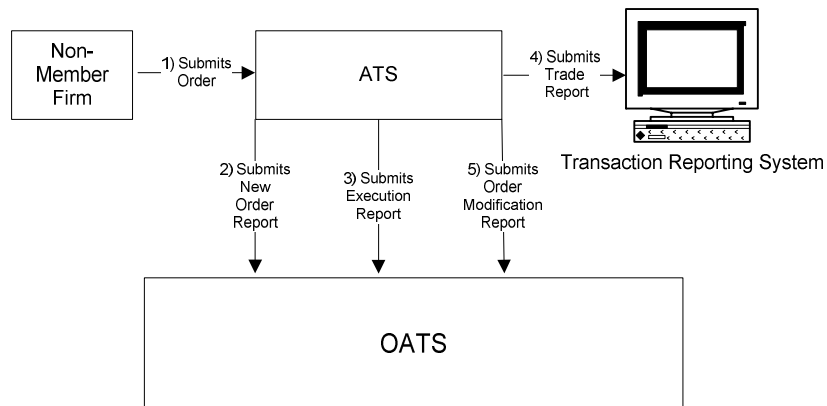 Non-
Member
Firm
1) Submits
Order
ATS
4) Submits
Trade
Report
Transaction Reporting System
2) Submits
New
Order
Report
3) Submits
Execution
Report
5) Submits
Order
Modification
Report
OATS